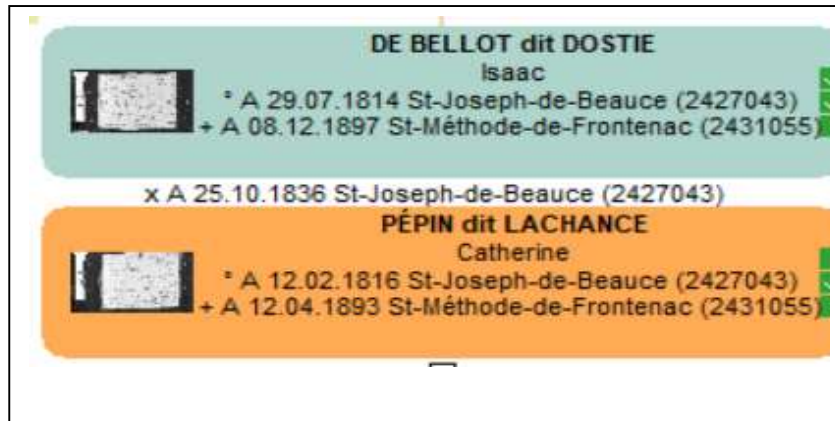 DE BELLOT dit DOSTIE
Isaac
° A 29.07.1814 St-Joseph-de-Beauce (2427043)
+ A 08.12.1897 St-Méthode-de-Frontenac (2431055)
x A 25.10.1836 St-Joseph-de-Beauce (2427043)
PÉPIN dit LACHANCE
Catherine
° A 12.02.1816 St-Joseph-de-Beauce (2427043)
+ A 12.04.1893 St-Méthode-de-Frontenac (2431055)